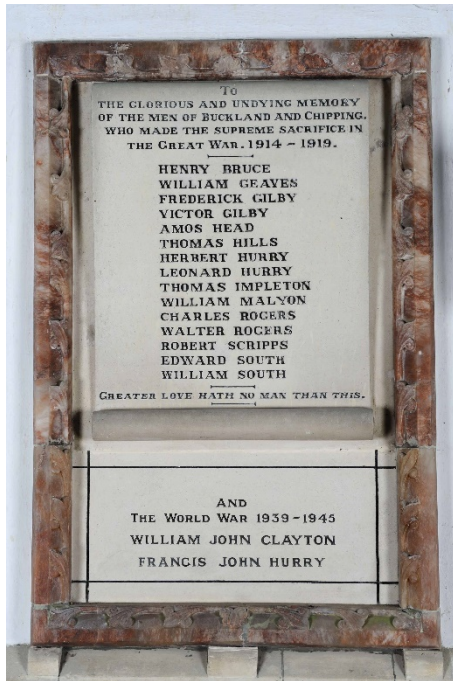 To
THE GLORIOUS AND UNDYING MEMORY
OF THE MEN OF BUCKLAND AND CHIPPING,
WHO MADE THE SUPREME SACRIFICE IN
THE GREAT WAR. 1914 – 1919.
HENRY BRUCE
WILLIAM GEAVES
FREDERICK GILBY
VICTOR GILBY
AMOS HEAD
THOMAS HILLS
HERBERT HURRY
LEONARD HURRY
THOMAS IMPLETON
WILLIAM MALYON
CHARLES ROGERS
WALTER ROGERS
ROBERT SCRIPPS
EDWARD SOUTH
WILLIAM SOUTH
GREATER LOVE HATH NO MAN THAN THIS.
AND
THE WORLD WAR 1939–1945
WILLIAM JOHN CLAYTON
FRANCIS JOHN HURRY